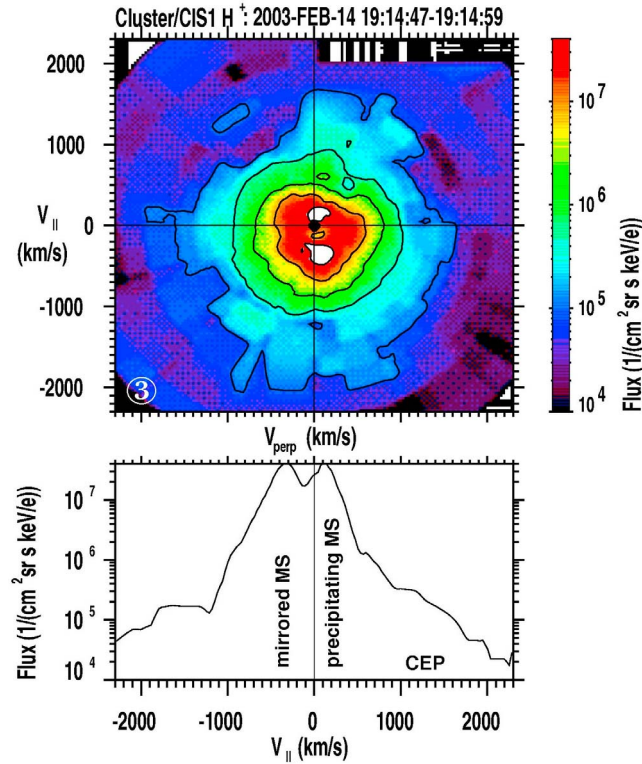 Cluster/CIS1 H⁺: 2003-FEB-14 19:14:47-19:14:59
2000
1000
0
-1000
-2000
V||
(km/s)
③
V_perp (km/s)
10⁷
10⁶
10⁵
10⁴
Flux (1/(cm² sr s keV/e))
10⁷
10⁶
10⁵
10⁴
Flux (1/(cm² sr s keV/e))
mirrored MS
precipitating MS
CEP
-2000 -1000 0 1000 2000
V|| (km/s)